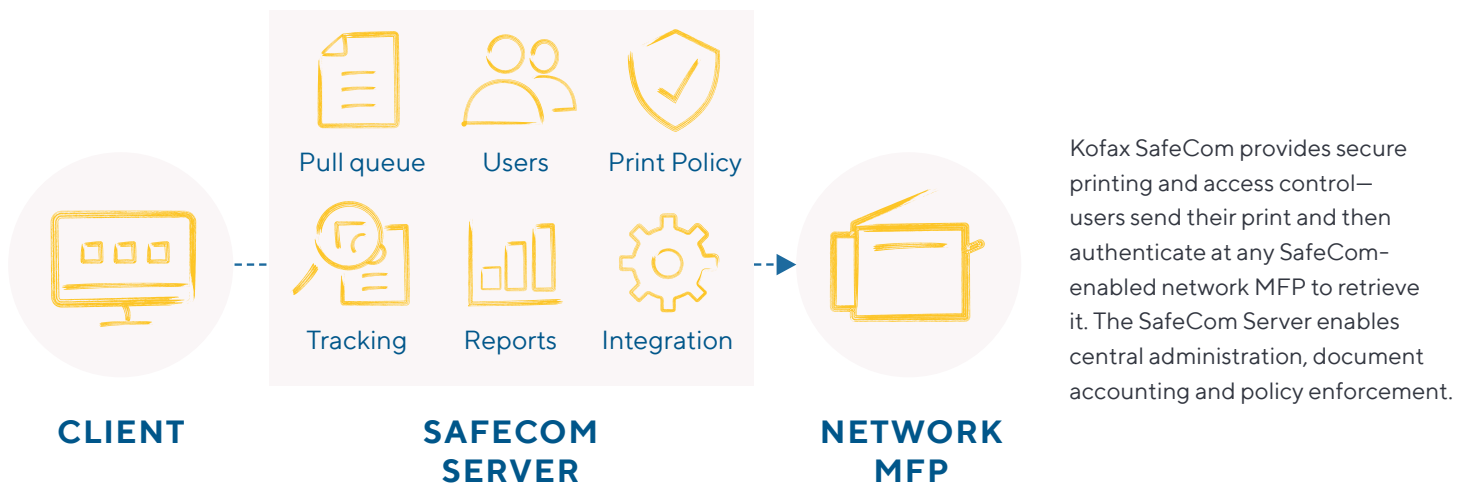 Pull queue
Users
Print Policy
Tracking
Reports
Integration
CLIENT
SAFECOM
SERVER
NETWORK
MFP
Kofax SafeCom provides secure
printing and access control—
users send their print and then
authenticate at any SafeCom-
enabled network MFP to retrieve
it. The SafeCom Server enables
central administration, document
accounting and policy enforcement.